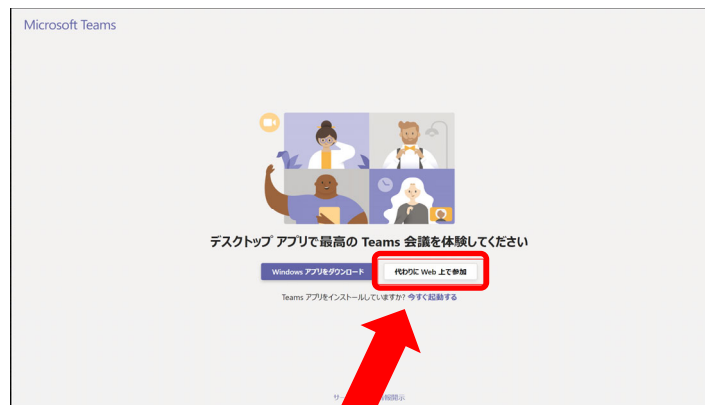 Microsoft Teams
デスクトップ アプリで最高の Teams 会議を体験してください
Windows アプリをダウンロード
代わりに Web 上で参加
Teams アプリをインストールしていますか? 今すぐ起動する